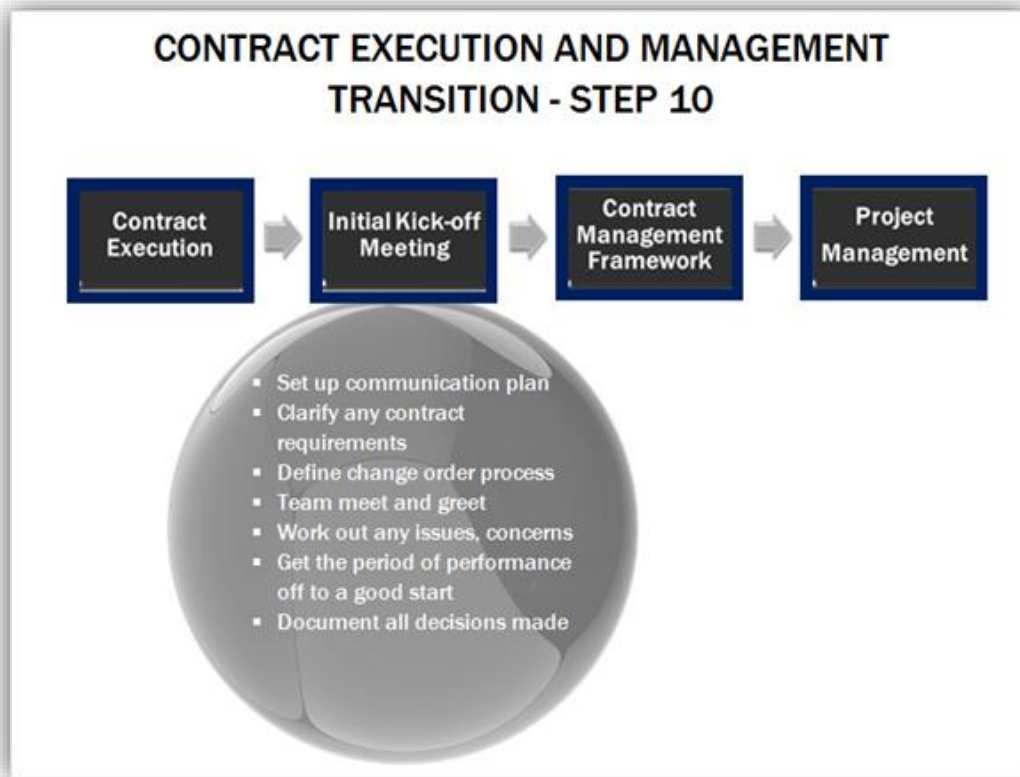 CONTRACT EXECUTION AND MANAGEMENT
TRANSITION - STEP 10
Contract
Execution
Initial Kick-off
Meeting
Contract
Management
Framework
Project
Management
▪ Set up communication plan
▪ Clarify any contract
requirements
▪ Define change order process
▪ Team meet and greet
▪ Work out any issues, concerns
▪ Get the period of performance
off to a good start
▪ Document all decisions made